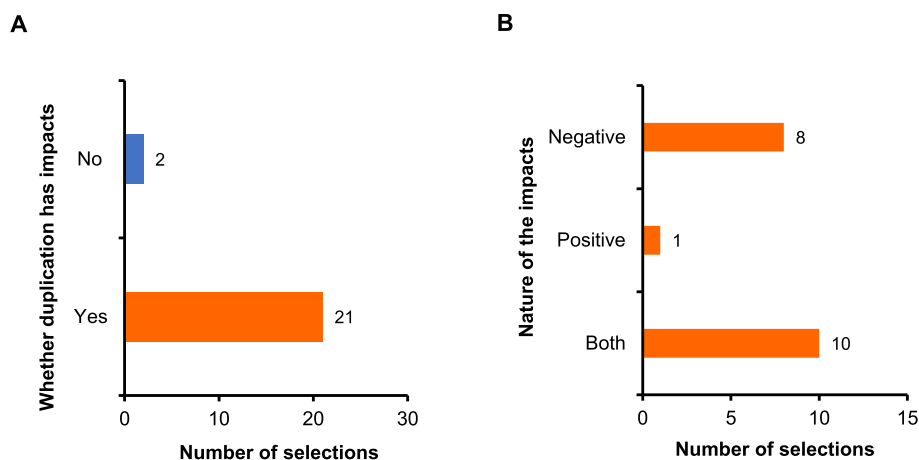 A
Whether duplication has impacts
No
2
Yes
21
0
10
20
30
Number of selections
B
Nature of the impacts
Negative
8
Positive
1
Both
10
0
5
10
15
Number of selections